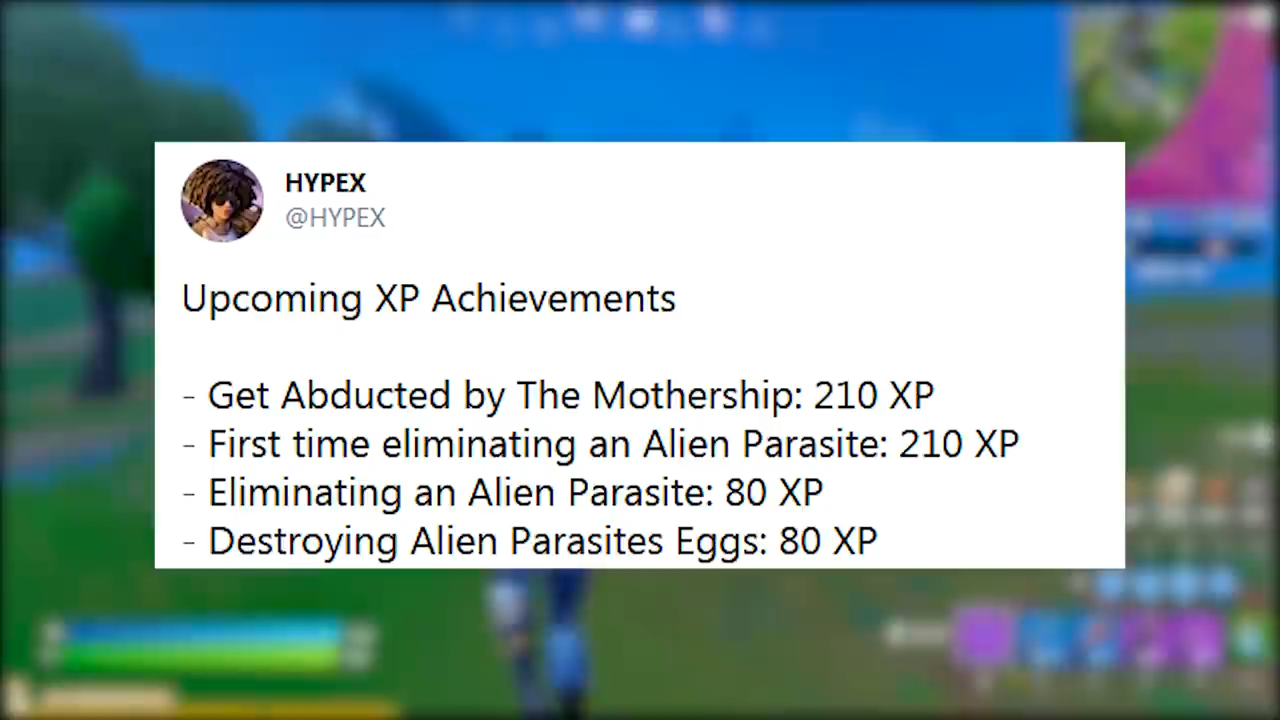 HYPEX
@HYPEX
Upcoming XP Achievements
- Get Abducted by The Mothership: 210 XP
- First time eliminating an Alien Parasite: 210 XP
- Eliminating an Alien Parasite: 80 XP
- Destroying Alien Parasites Eggs: 80 XP